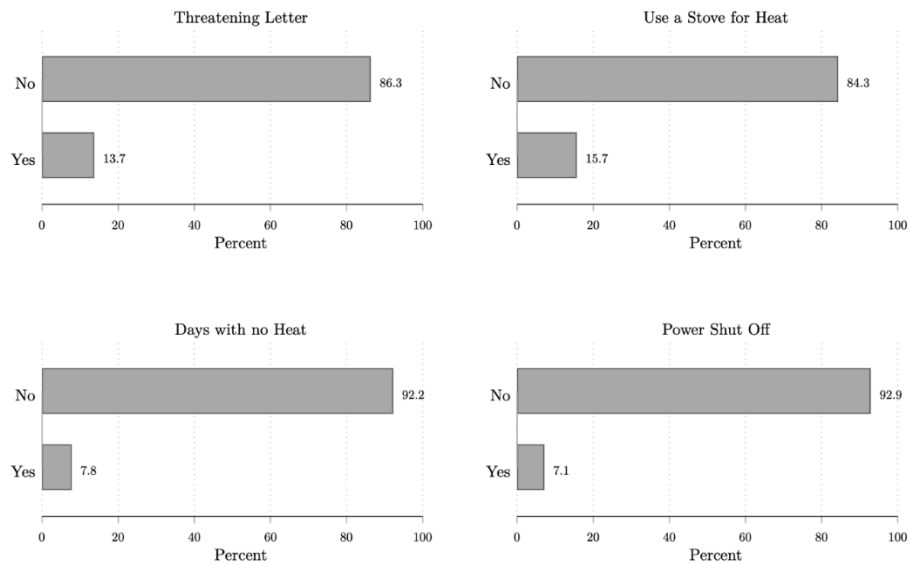 Threatening Letter
No
86.3
Yes
13.7
0 20 40 60 80 100
Percent
Use a Stove for Heat
No
84.3
Yes
15.7
0 20 40 60 80 100
Percent
Days with no Heat
No
92.2
Yes
7.8
0 20 40 60 80 100
Percent
Power Shut Off
No
92.9
Yes
7.1
0 20 40 60 80 100
Percent